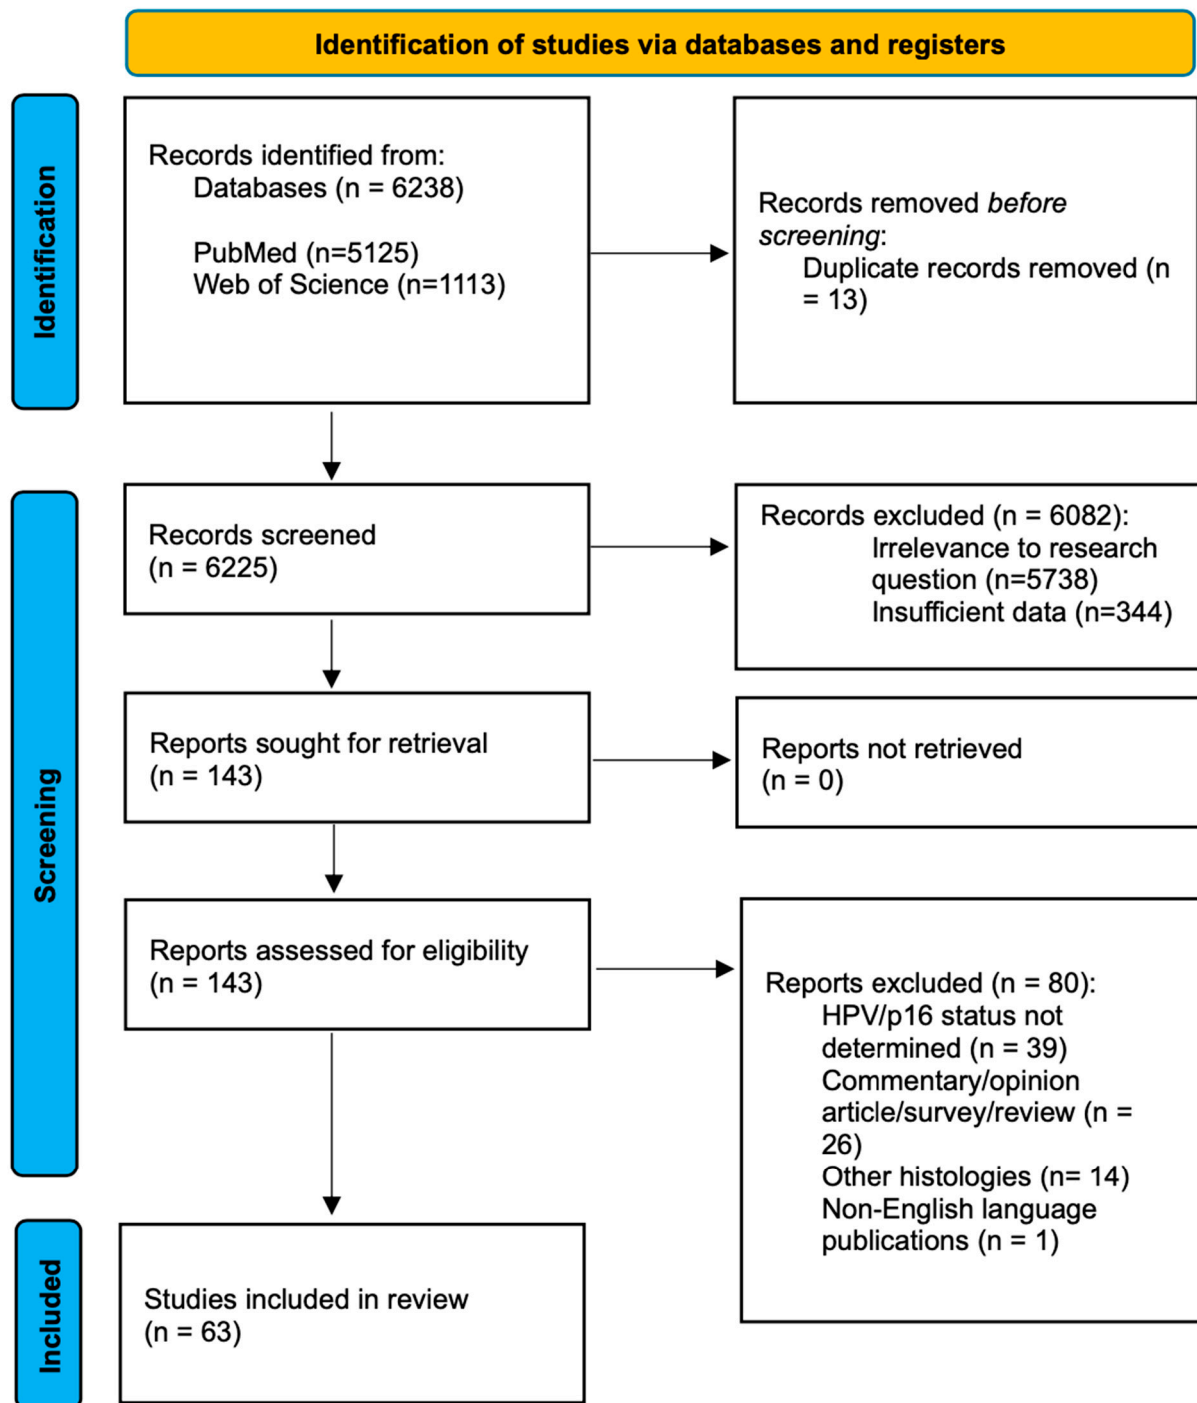 Identification of studies via databases and registers
Identification
Records identified from:
Databases (n = 6238)
PubMed (n=5125)
Web of Science (n=1113)
Records removed before
screening:
Duplicate records removed (n
= 13)
Screening
Records screened
(n = 6225)
Records excluded (n = 6082):
Irrelevance to research
question (n=5738)
Insufficient data (n=344)
Reports sought for retrieval
(n = 143)
Reports not retrieved
(n = 0)
Reports assessed for eligibility
(n = 143)
Reports excluded (n = 80):
HPV/p16 status not
determined (n = 39)
Commentary/opinion
article/survey/review (n =
26)
Other histologies (n= 14)
Non-English language
publications (n = 1)
Included
Studies included in review
(n = 63)